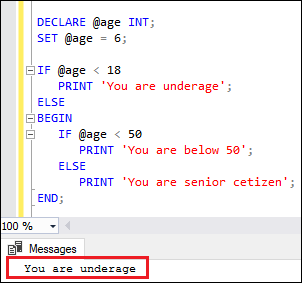 DECLARE @age INT;
SET @age = 6;
IF @age < 18
PRINT 'You are underage';
ELSE
BEGIN
IF @age < 50
PRINT 'You are below 50';
ELSE
PRINT 'You are senior cetizen';
END;
100 %
Messages
You are underage